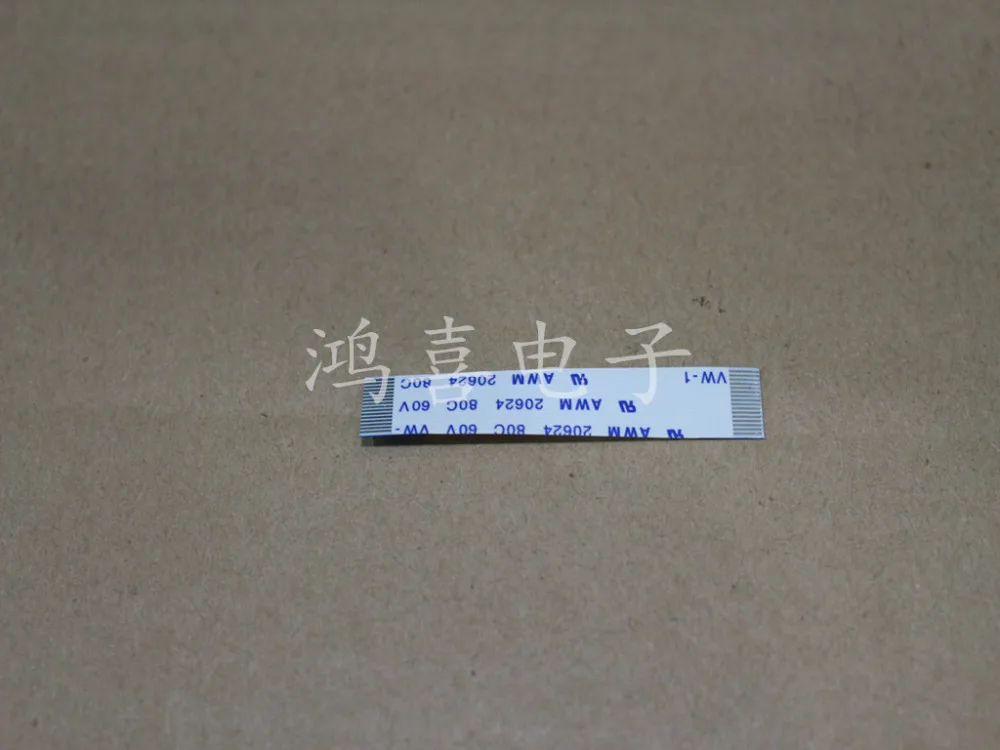 鸿喜电子
VW-1
AWM 20624 80C
AWM 20624 80C 60V
AWM 20624 80C 60V VW-